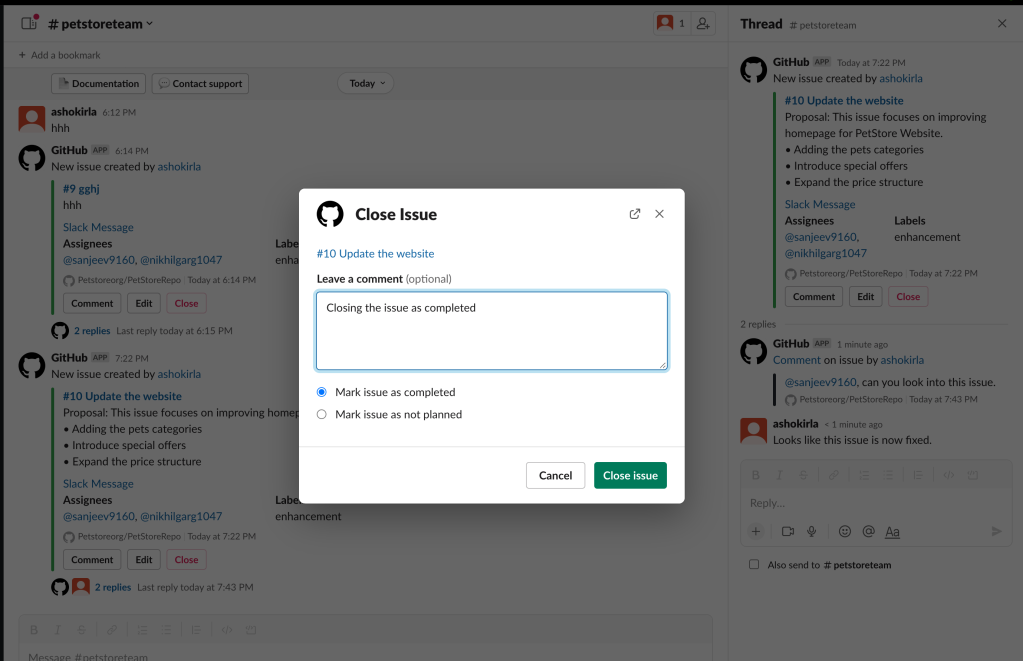 # petstoreteam
1
+ Add a bookmark
Documentation
Contact support
Today
ashokirla 6:12 PM
hhh
GitHub APP 6:14 PM
New issue created by ashokirla
#9 gghj
hhh
Slack Message
Assignees
@sanjeev9160, @nikhilgarg1047
Petstoreorg/PetStoreRepo | Today at 6:14 PM
Comment Edit Close
2 replies Last reply today at 6:15 PM
GitHub APP 7:22 PM
New issue created by ashokirla
#10 Update the website
Proposal: This issue focuses on improving
• Adding the pets categories
• Introduce special offers
• Expand the price structure
Slack Message
Assignees
@sanjeev9160, @nikhilgarg1047
enhancement
Petstoreorg/PetStoreRepo | Today at 7:22 PM
Comment Edit Close
2 replies Last reply today at 7:43 PM
B I S
Message #petstoreteam
Close Issue
#10 Update the website
Leave a comment (optional)
Closing the issue as completed
Mark issue as completed
Mark issue as not planned
Cancel
Close issue
Thread # petstoreteam
GitHub APP Today at 7:22 PM
New issue created by ashokirla
#10 Update the website
Proposal: This issue focuses on improving
homepage for PetStore Website.
• Adding the pets categories
• Introduce special offers
• Expand the price structure
Slack Message
Assignees Labels
@sanjeev9160, enhancement
@nikhilgarg1047
Petstoreorg/PetStoreRepo | Today at 7:22 PM
Comment Edit Close
2 replies
GitHub APP 1 minute ago
Comment on issue by ashokirla
@sanjeev9160, can you look into this issue.
Petstoreorg/PetStoreRepo | Today at 7:43 PM
ashokirla < 1 minute ago
Looks like this issue is now fixed.
B I S
Reply...
Aa
Also send to # petstoreteam